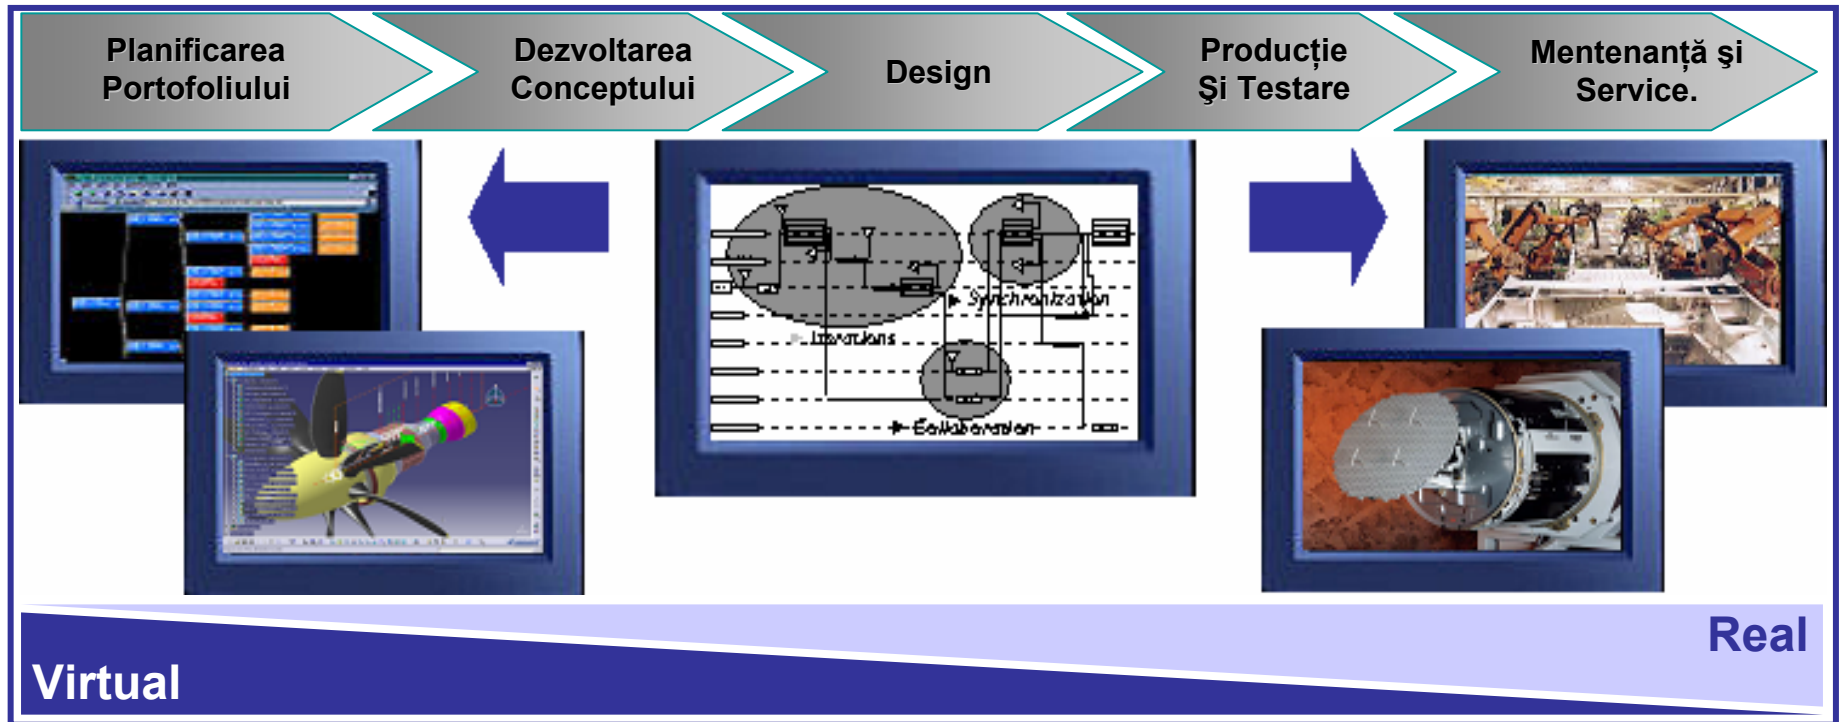 Planificarea
Portofoliului
Dezvoltarea
Conceptului
Design
Producție
Şi Testare
Mentenanță şi
Service.
Synchronization
Iterations
Collaboration
Real
Virtual